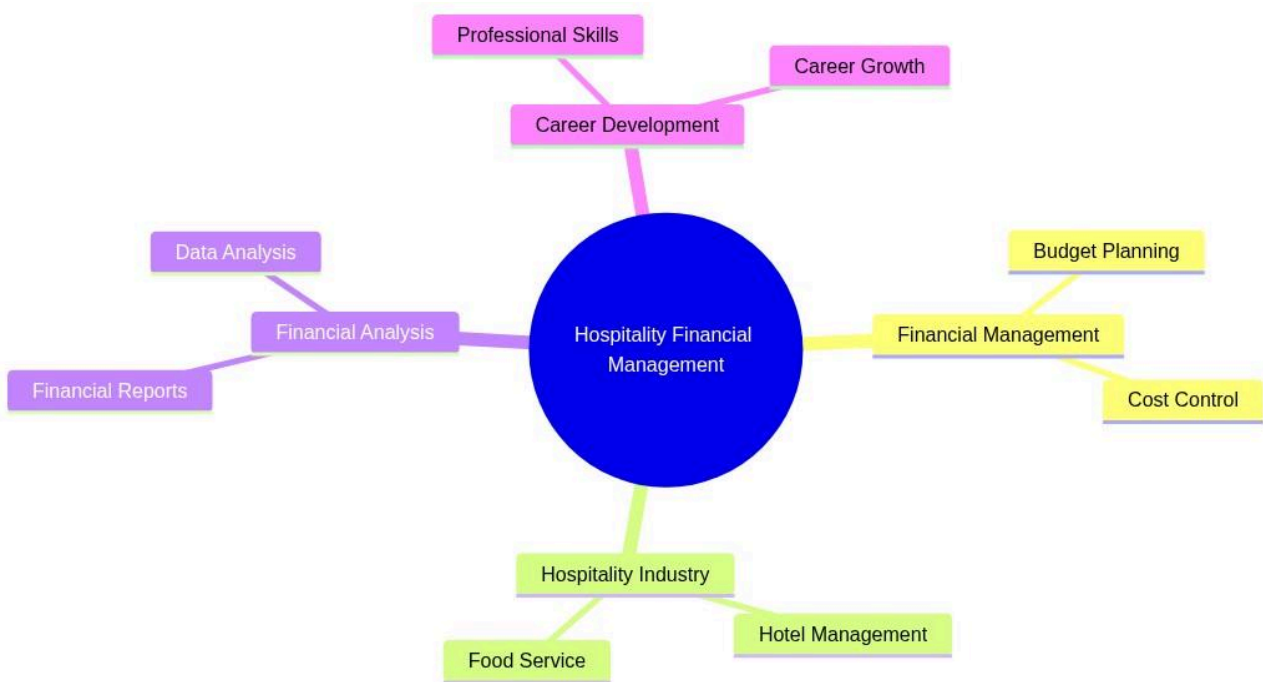 Professional Skills
Career Growth
Career Development
Data Analysis
Budget Planning
Financial Analysis
Hospitality Financial
Management
Financial Management
Financial Reports
Cost Control
Hospitality Industry
Hotel Management
Food Service